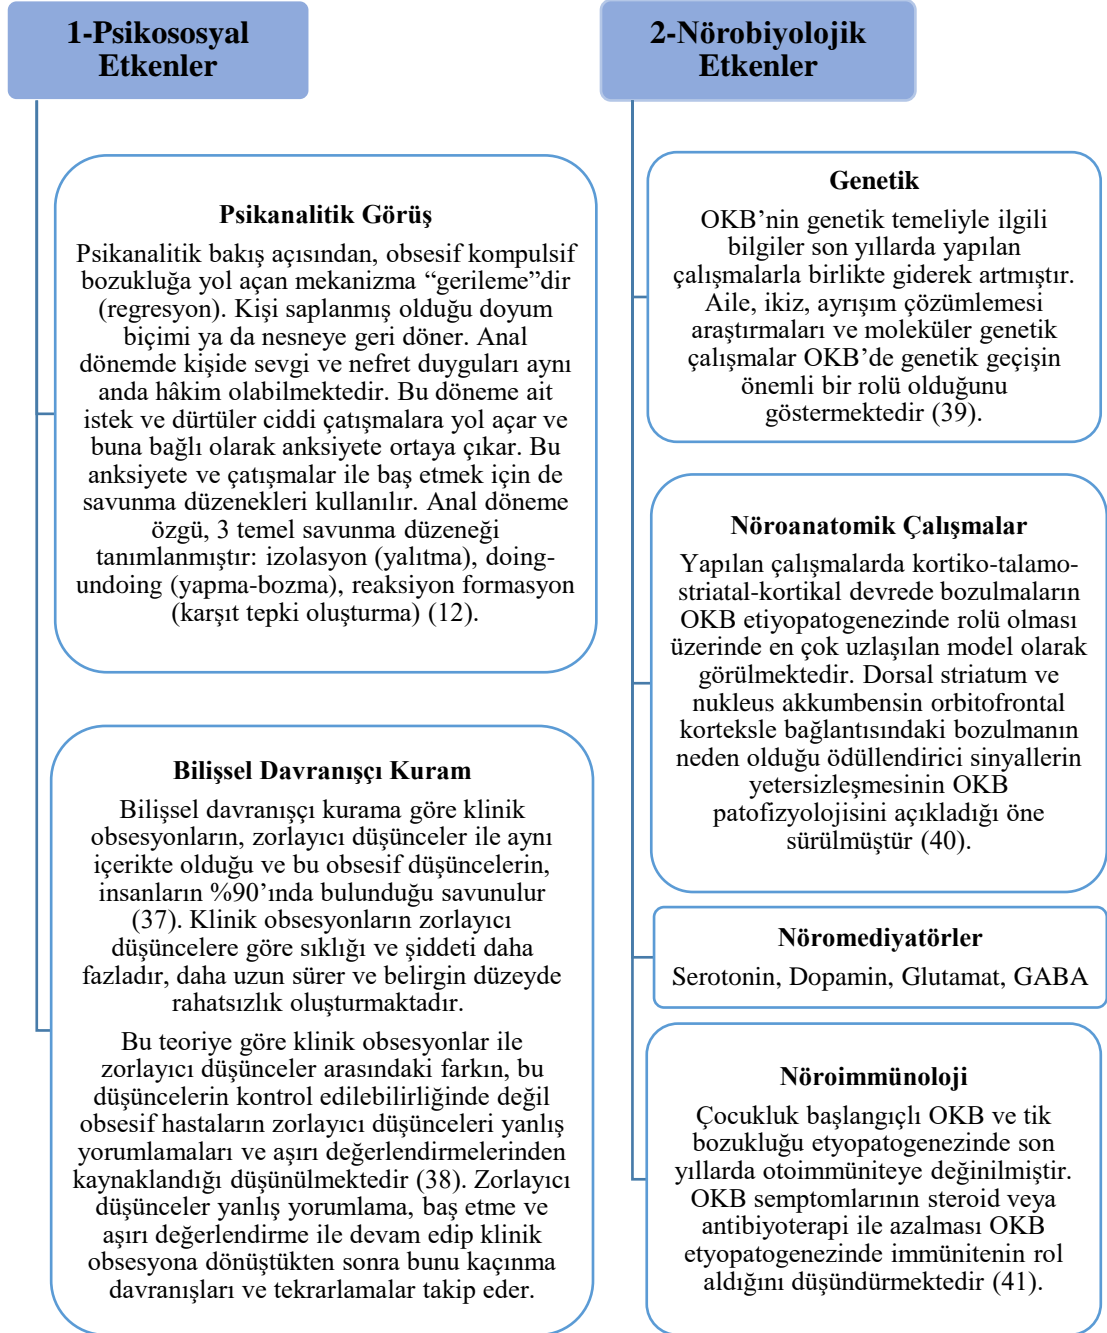 1-Psikososyal
Etkenler
Psikanalitik Görüş
Psikanalitik bakış açısından, obsesif kompulsif
bozukluğa yol açan mekanizma “gerileme”dir
(regresyon). Kişi saplanmış olduğu doyum
biçimi ya da nesneye geri döner. Anal
dönemde kişide sevgi ve nefret duyguları aynı
anda hâkim olabilmektedir. Bu döneme ait
istek ve dürtüler ciddi çatışmalara yol açar ve
buna bağlı olarak anksiyete ortaya çıkar. Bu
anksiyete ve çatışmalar ile baş etmek için de
savunma düzenekleri kullanılır. Anal döneme
özgü, 3 temel savunma düzeneği
tanımlanmıştır: izolasyon (yalıtma), doing-
undoing (yapma-bozma), reaksiyon formasyon
(karşıt tepki oluşturma) (12).
Bilişsel Davranışçı Kuram
Bilişsel davranışçı kurama göre klinik
obsesyonların, zorlayıcı düşünceler ile aynı
içerikte olduğu ve bu obsesif düşüncelerin,
insanların %90’ında bulunduğu savunulur
(37). Klinik obsesyonların zorlayıcı
düşüncelere göre sıklığı ve şiddeti daha
fazladır, daha uzun sürer ve belirgin düzeyde
rahatsızlık oluşturmaktadır.
Bu teoriye göre klinik obsesyonlar ile
zorlayıcı düşünceler arasındaki farkın, bu
düşüncelerin kontrol edilebilirliğinde değil
obsesif hastaların zorlayıcı düşünceleri yanlış
yorumlamaları ve aşırı değerlendirmelerinden
kaynaklandığı düşünülmektedir (38). Zorlayıcı
düşünceler yanlış yorumlama, baş etme ve
aşırı değerlendirme ile devam edip klinik
obsesyona dönüştükten sonra bunu kaçınma
davranışları ve tekrarlamalar takip eder.
2-Nörobiyolojik
Etkenler
Genetik
OKB’nin genetik temeliyle ilgili
bilgiler son yıllarda yapılan
çalışmalarla birlikte giderek artmıştır.
Aile, ikiz, ayrışım çözümlemesi
araştırmaları ve moleküler genetik
çalışmalar OKB’de genetik geçişin
önemli bir rolü olduğunu
göstermektedir (39).
Nöroanatomik Çalışmalar
Yapılan çalışmalarda kortiko-talamo-
striatal-kortikal devrede bozulmaların
OKB etiyopatogenezinde rolü olması
üzerinde en çok uzlaşılan model olarak
görülmektedir. Dorsal striatum ve
nukleus akkumbensin orbitofrontal
korteksle bağlantısındaki bozulmanın
neden olduğu ödüllendirici sinyallerin
yetersizleşmesinin OKB
patofizyolojisini açıkladığı öne
sürülmüştür (40).
Nöromediyatörler
Serotonin, Dopamin, Glutamat, GABA
Nöroimmünoloji
Çocukluk başlangıçlı OKB ve tik
bozukluğu etyopatogenezinde son
yıllarda otoimmüniteye değinilmiştir.
OKB semptomlarının steroid veya
antibiyoterapi ile azalması OKB
etyopatogenezinde immünitenin rol
aldığını düşündürmektedir (41).